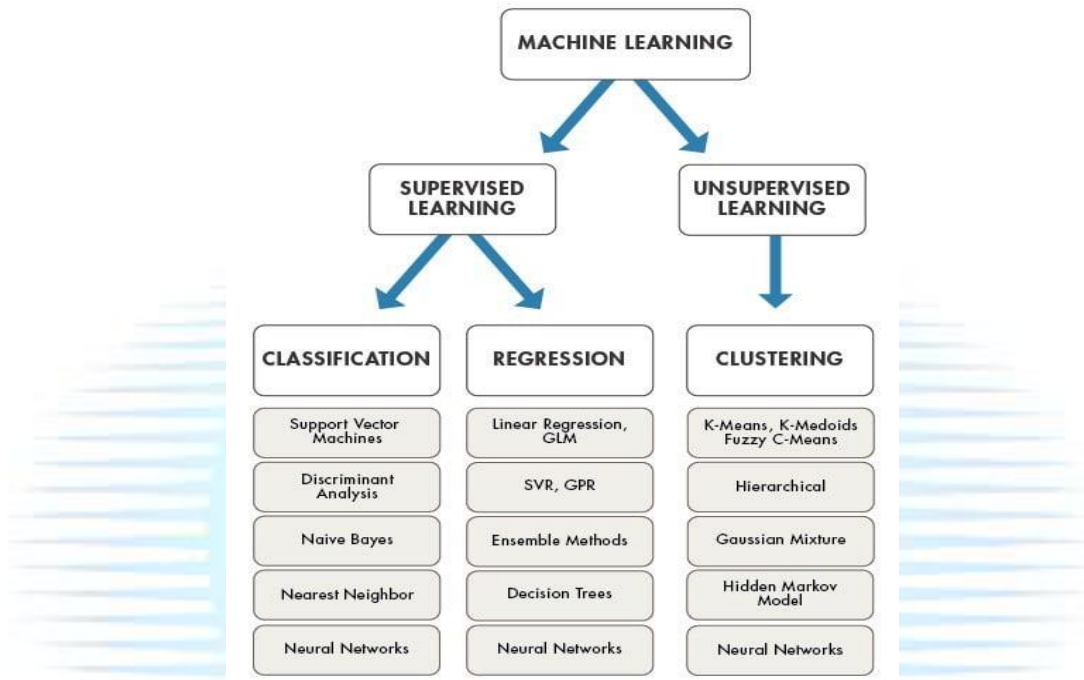 MACHINE LEARNING
SUPERVISED
LEARNING
UNSUPERVISED
LEARNING
CLASSIFICATION
REGRESSION
CLUSTERING
Support Vector
Machines
Linear Regression,
GLM
K-Means, K-Medoids
Fuzzy C-Means
Discriminant
Analysis
SVR, GPR
Hierarchical
Naive Bayes
Ensemble Methods
Gaussian Mixture
Nearest Neighbor
Decision Trees
Hidden Markov
Model
Neural Networks
Neural Networks
Neural Networks